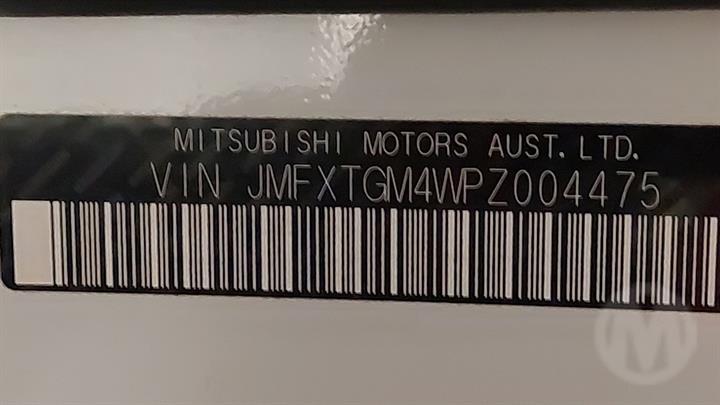 MITSUBISHI MOTORS AUST. LTD.
VIN JMFXTGM4WPZ004475
M